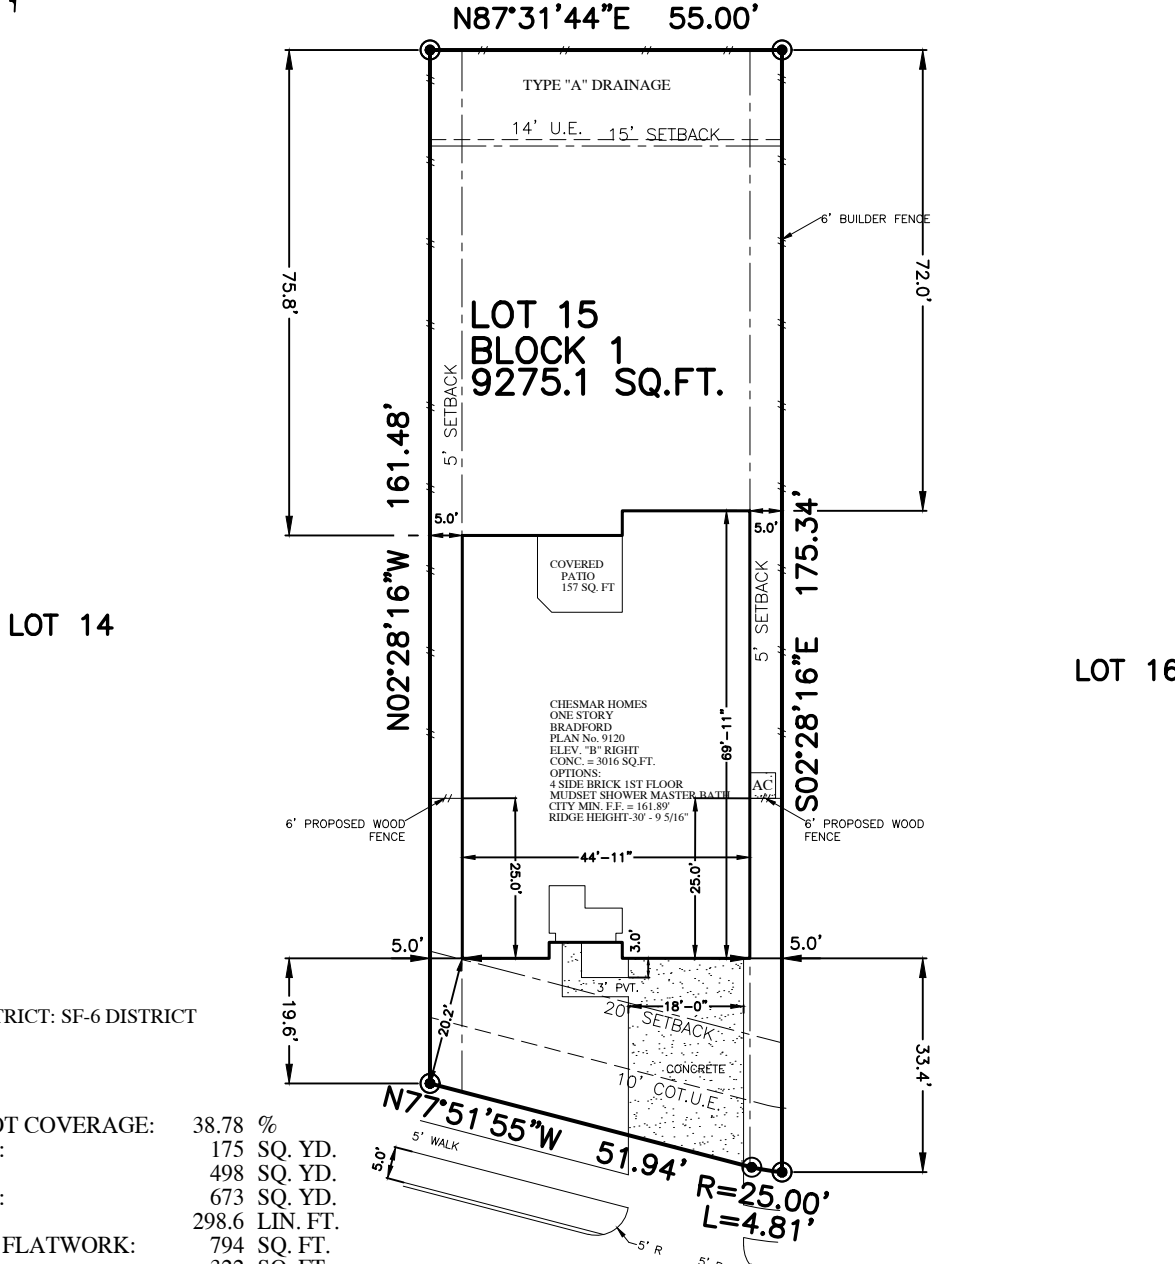 N87°31'44"E 55.00'
TYPE "A" DRAINAGE
14' U.E. 15' SETBACK
6' BUILDER FENCE
75.8'
72.0'
LOT 15
BLOCK 1
9275.1 SQ.FT.
5' SETBACK
N02°28'16"W 161.48'
S02°28'16"E 175.34'
5.0'
5.0'
COVERED
PATIO
157 SQ. FT
5' SETBACK
LOT 14
LOT 16
CHESMAR HOMES
ONE STORY
BRADFORD
PLAN No. 9120
ELEV. "B" RIGHT
CONC. = 3016 SQ.FT.
OPTIONS:
4 SIDE BRICK 1ST FLOOR
MUDSET SHOWER MASTER BATH
CITY MIN. F.F. = 161.89'
RIDGE HEIGHT-30' - 9 5/16"
69'-11"
AC
6' PROPOSED WOOD
FENCE
6' PROPOSED WOOD
FENCE
44'-11"
25.0'
25.0'
3.0'
5.0'
5.0'
3' PVT.
18'-0"
20' SETBACK
19.6'
20.2'
33.4'
CONCRETE
10' COT.U.E.
TRICT: SF-6 DISTRICT
N77°51'55"W 51.94'
R=25.00'
L=4.81'
5' WALK
5.0'
5' R
5' R
OT COVERAGE: 38.78 %
: 175 SQ. YD.
498 SQ. YD.
: 673 SQ. YD.
298.6 LIN. FT.
FLATWORK: 794 SQ. FT.
322 SQ. FT.